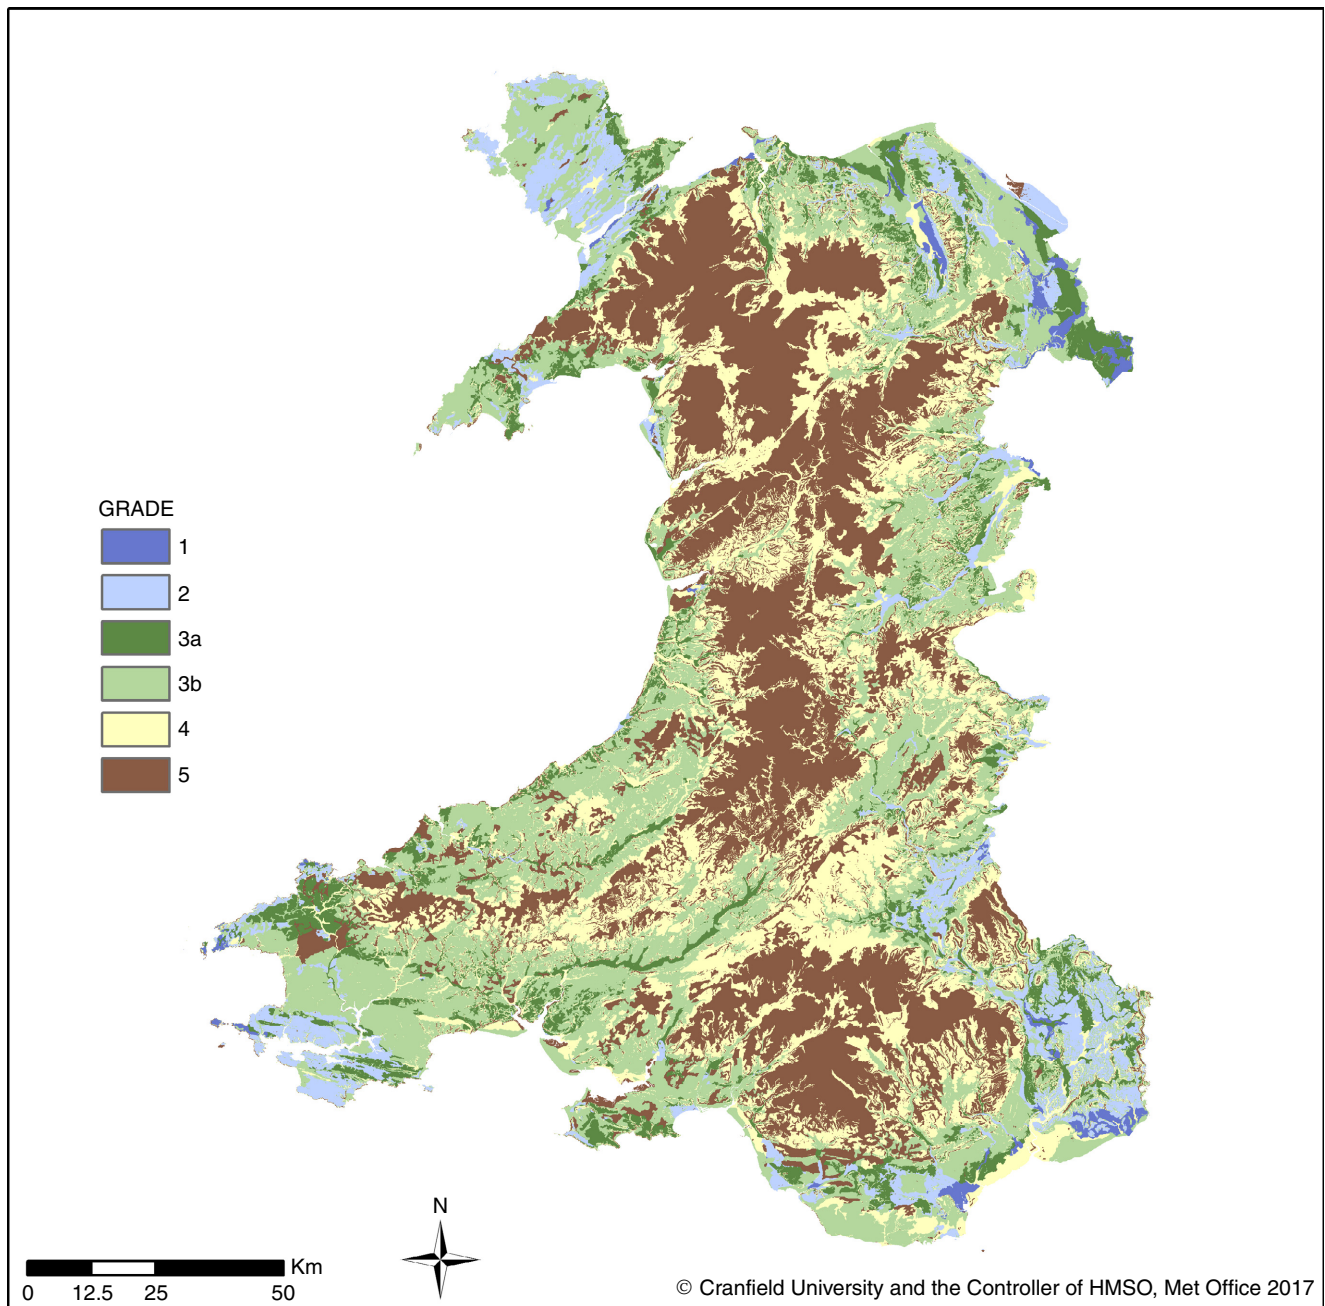 GRADE
1
2
3a
3b
4
5
N
Km
0 12.5 25 50
© Cranfield University and the Controller of HMSO, Met Office 2017